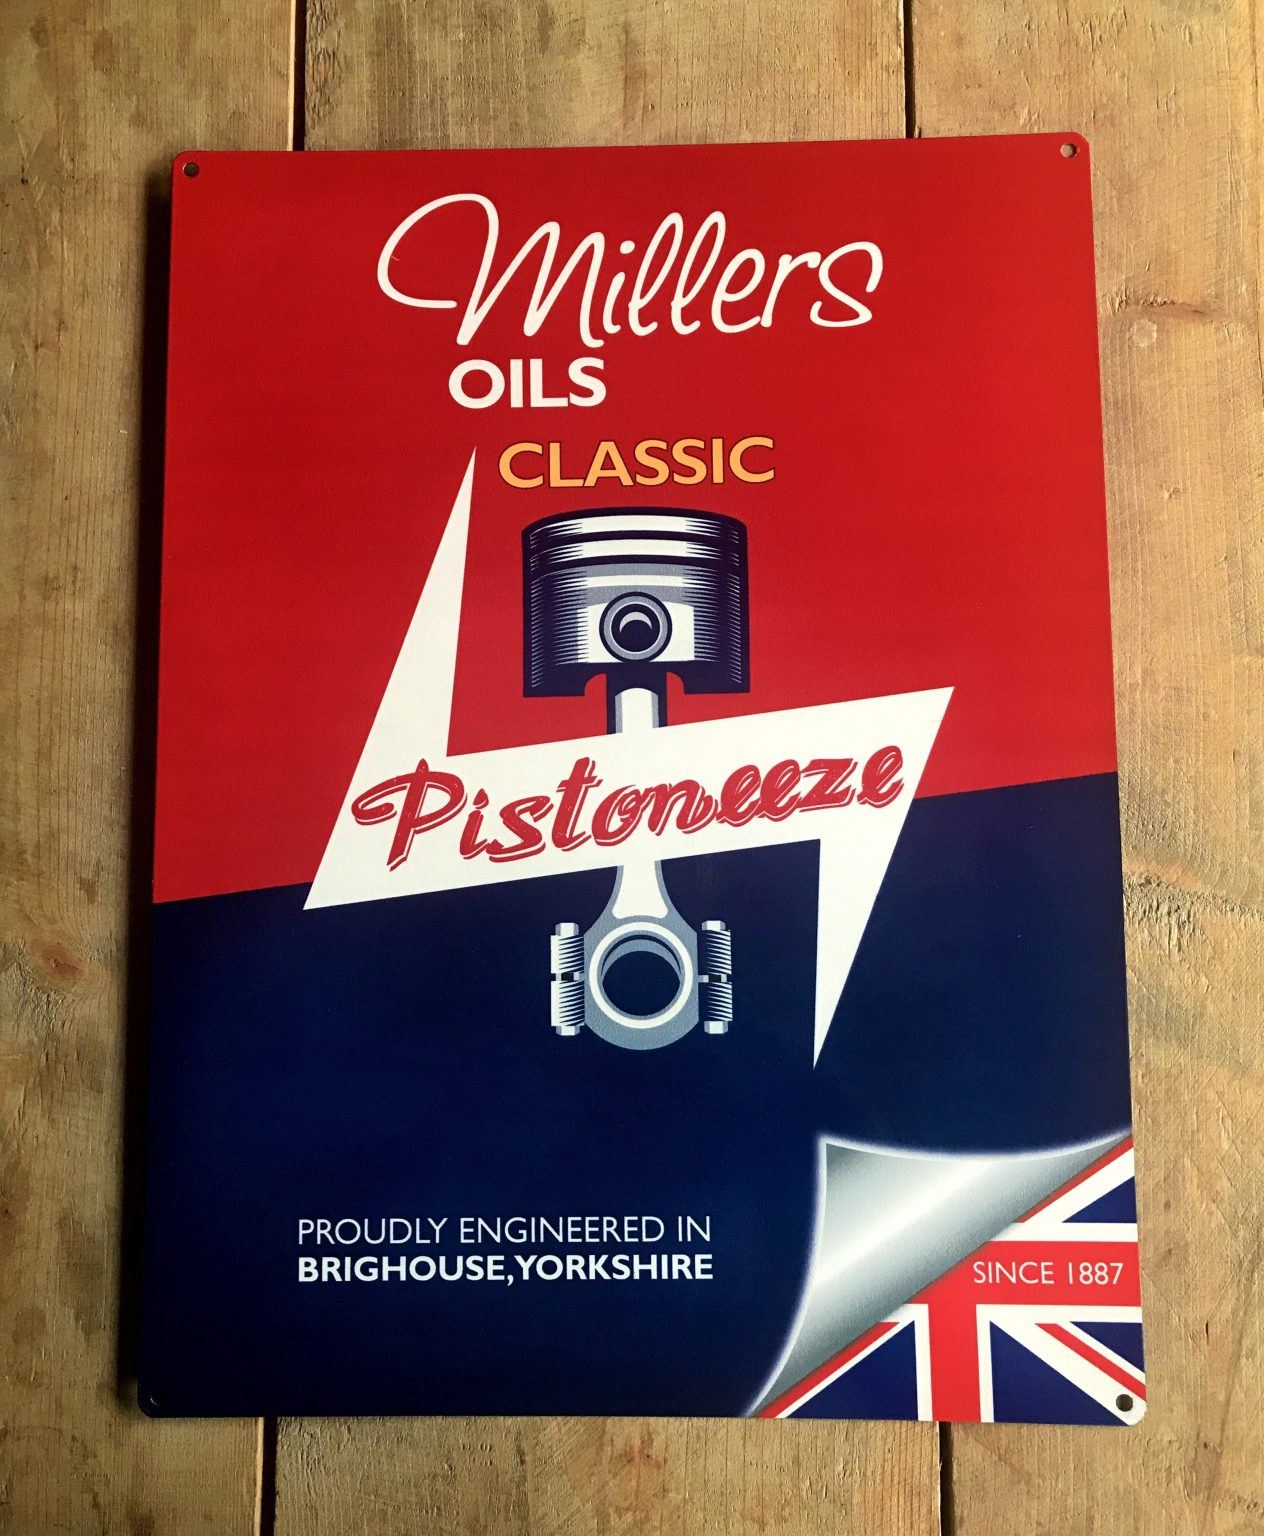 Millers
OILS
CLASSIC
Pistoneeze
PROUDLY ENGINEERED IN
BRIGHOUSE, YORKSHIRE
SINCE 1887